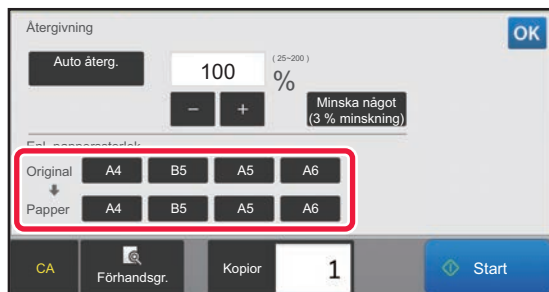 Återgivning
OK
Auto återg.
100
(25~200)
%
Minska något
(3 % minskning)
Original
A4 B5 A5 A6
Papper
A4 B5 A5 A6
CA
Förhandsgr.
Kopior
1
Start